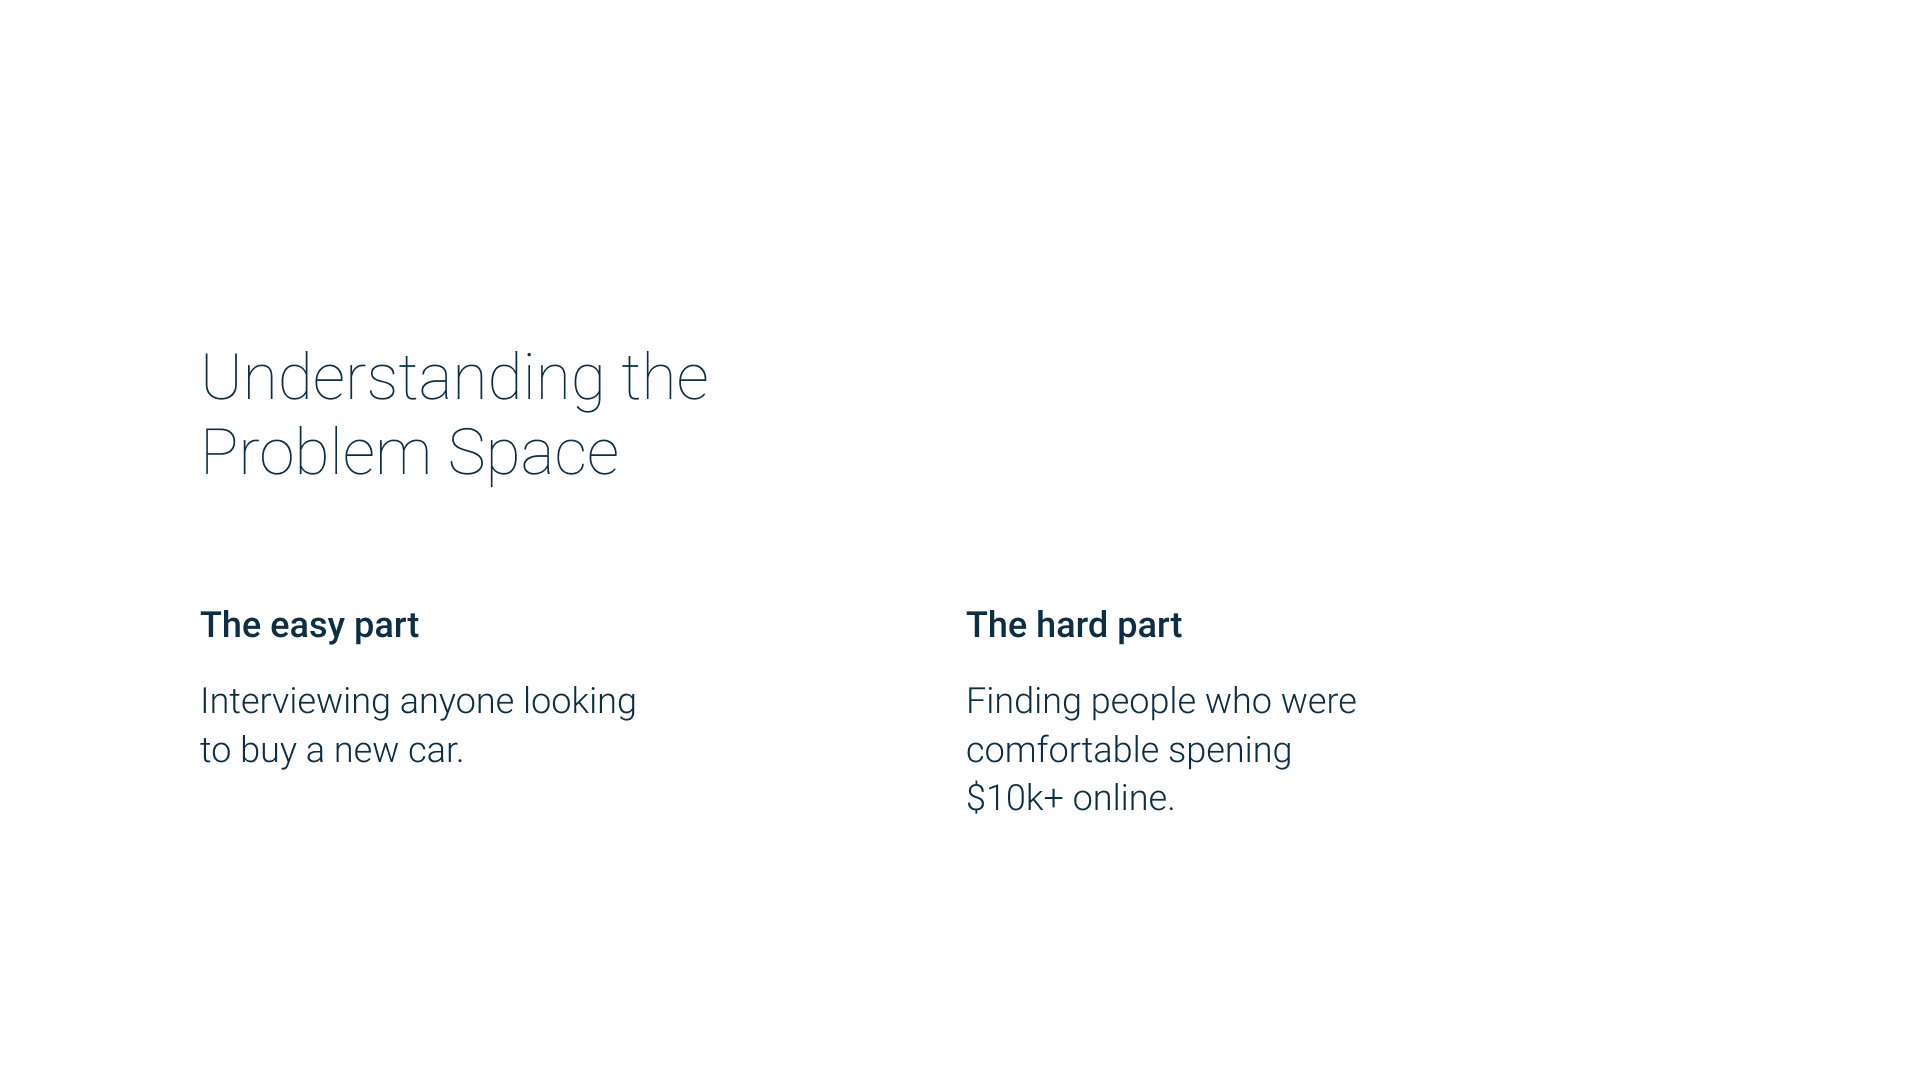 Understanding the
Problem Space
The easy part
Interviewing anyone looking
to buy a new car.
The hard part
Finding people who were
comfortable spening
$10k+ online.